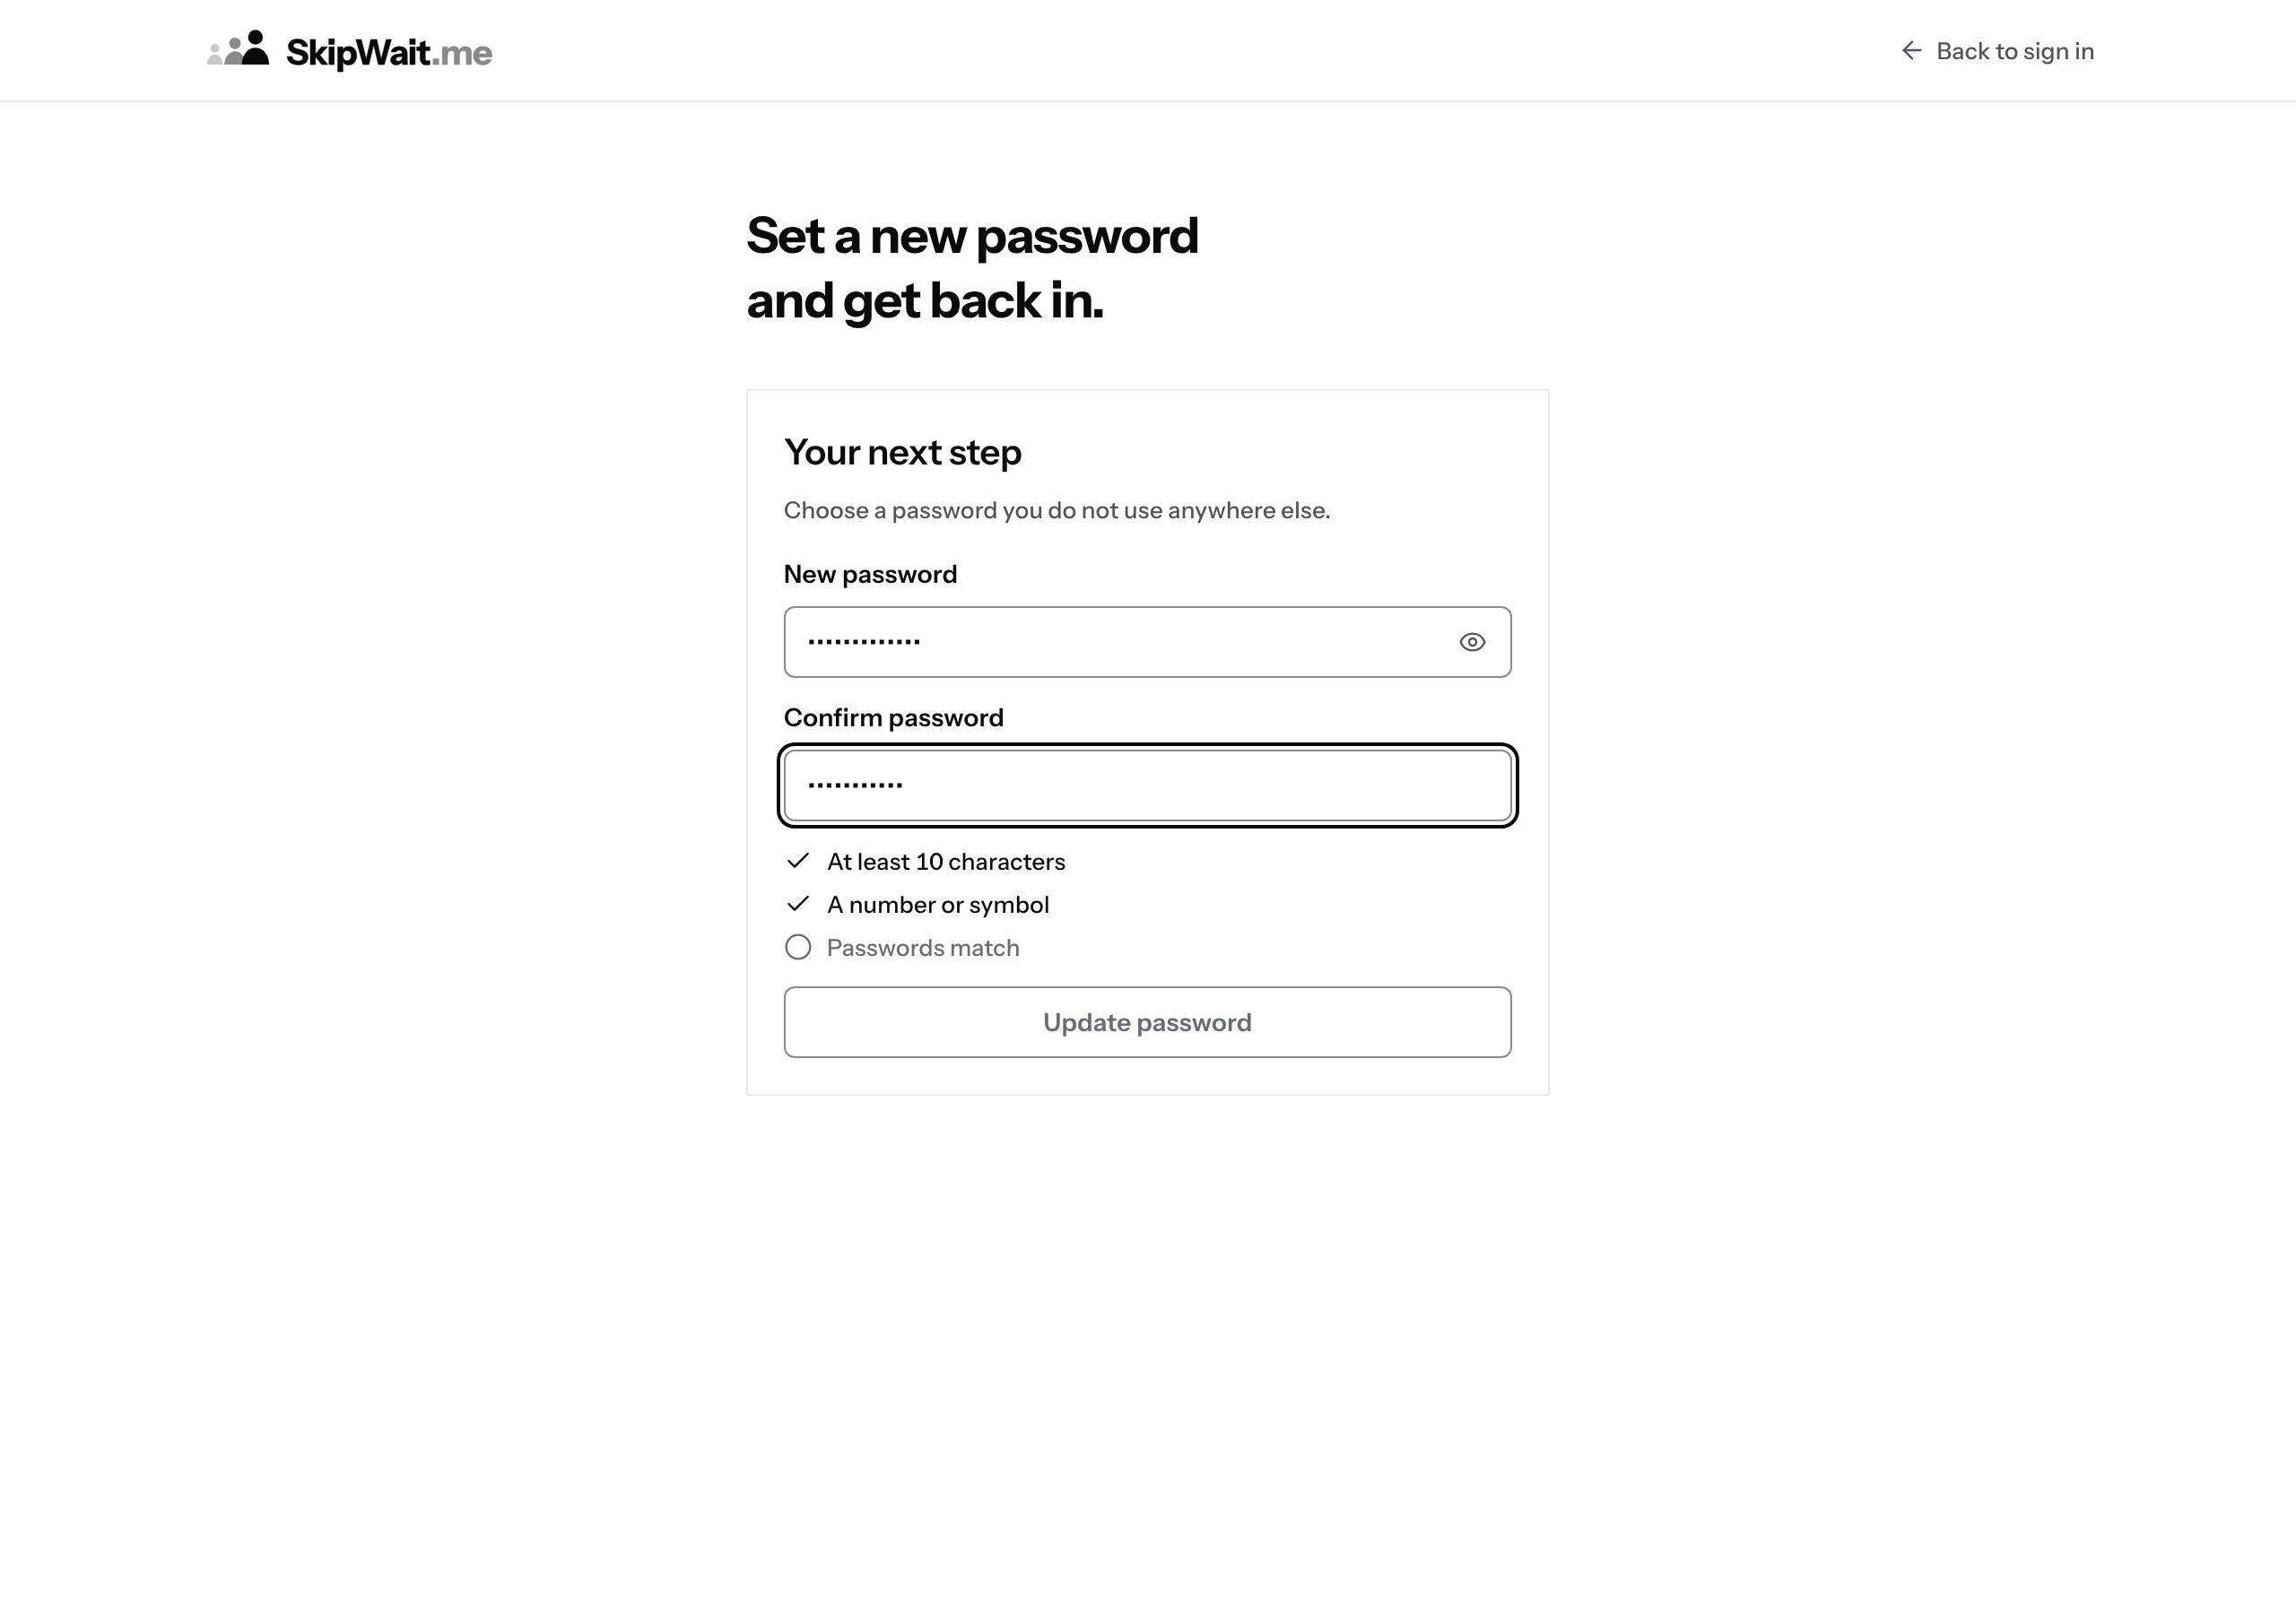 SkipWait.me
Back to sign in
Set a new password
and get back in.
Your next step
Choose a password you do not use anywhere else.
New password
Confirm password
At least 10 characters
A number or symbol
Passwords match
Update password